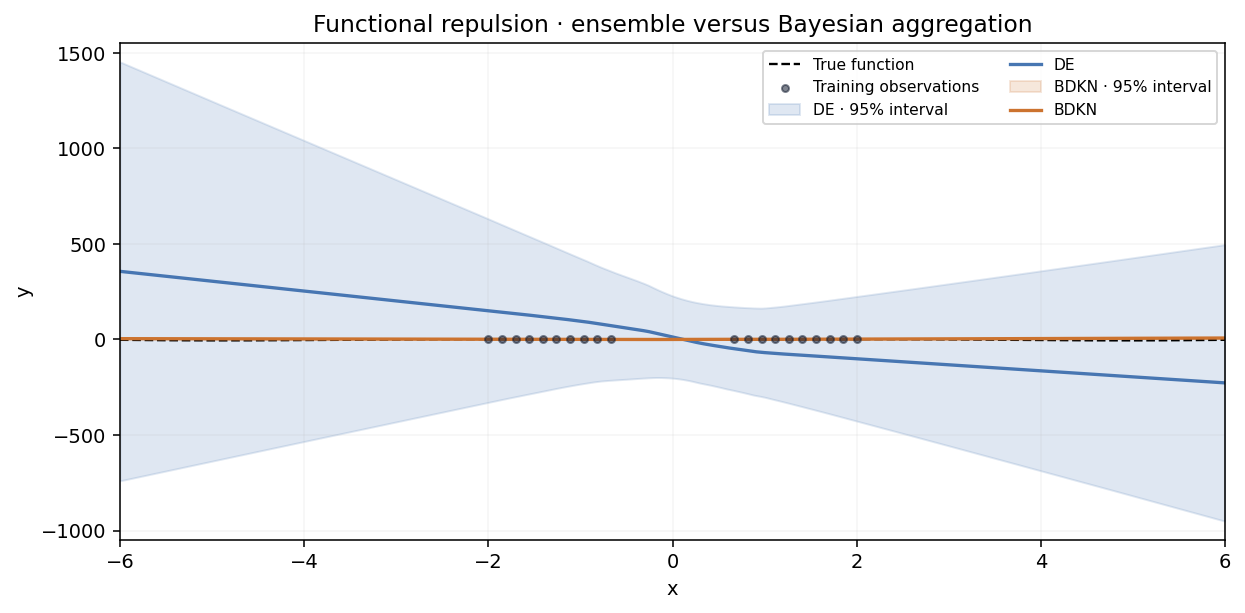 Functional repulsion · ensemble versus Bayesian aggregation
1500
1000
500
0
−500
−1000
y
−6
−4
−2
0
2
4
6
x
True function
Training observations
DE · 95% interval
DE
BDKN · 95% interval
BDKN